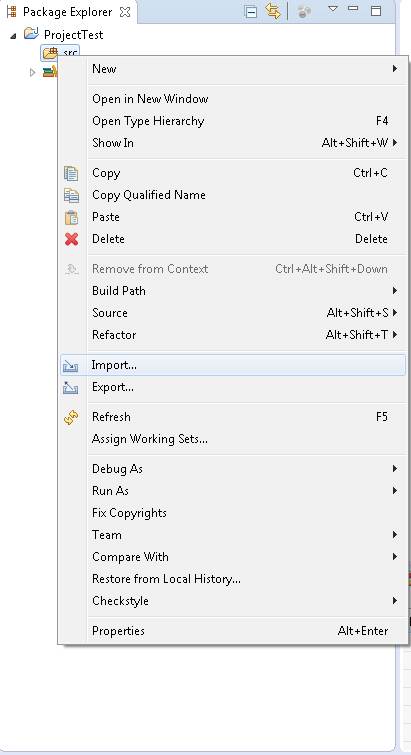 Package Explorer
ProjectTest
src
New
Open in New Window
Open Type Hierarchy F4
Show In Alt+Shift+W
Copy Ctrl+C
Copy Qualified Name
Paste Ctrl+V
Delete Delete
Remove from Context Ctrl+Alt+Shift+Down
Build Path
Source Alt+Shift+S
Refactor Alt+Shift+T
Import...
Export...
Refresh F5
Assign Working Sets...
Debug As
Run As
Fix Copyrights
Team
Compare With
Restore from Local History...
Checkstyle
Properties Alt+Enter